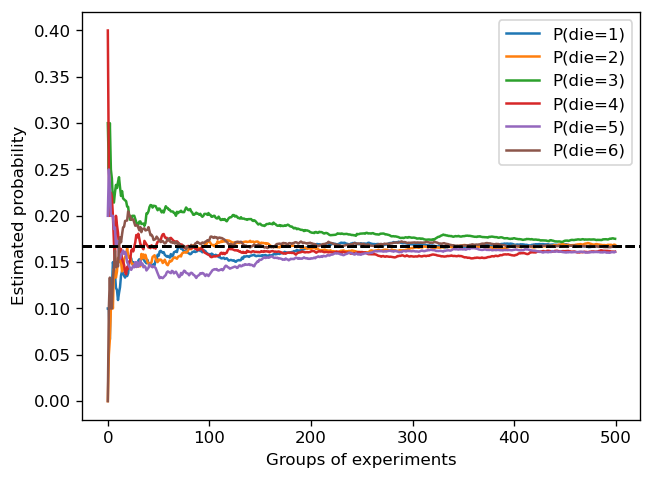 0.40
0.35
0.30
0.25
0.20
0.15
0.10
0.05
0.00
Estimated probability
P(die=1)
P(die=2)
P(die=3)
P(die=4)
P(die=5)
P(die=6)
0 100 200 300 400 500
Groups of experiments